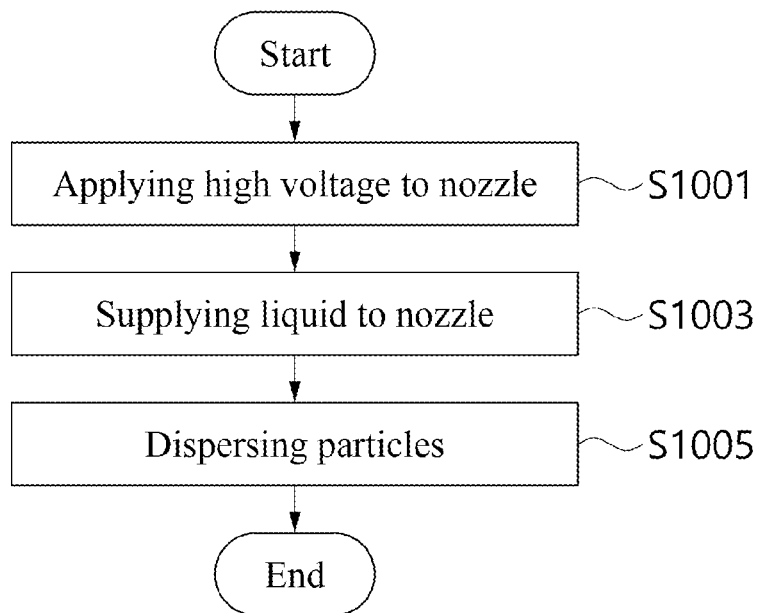 Start
Applying high voltage to nozzle
S1001
Supplying liquid to nozzle
S1003
Dispersing particles
S1005
End